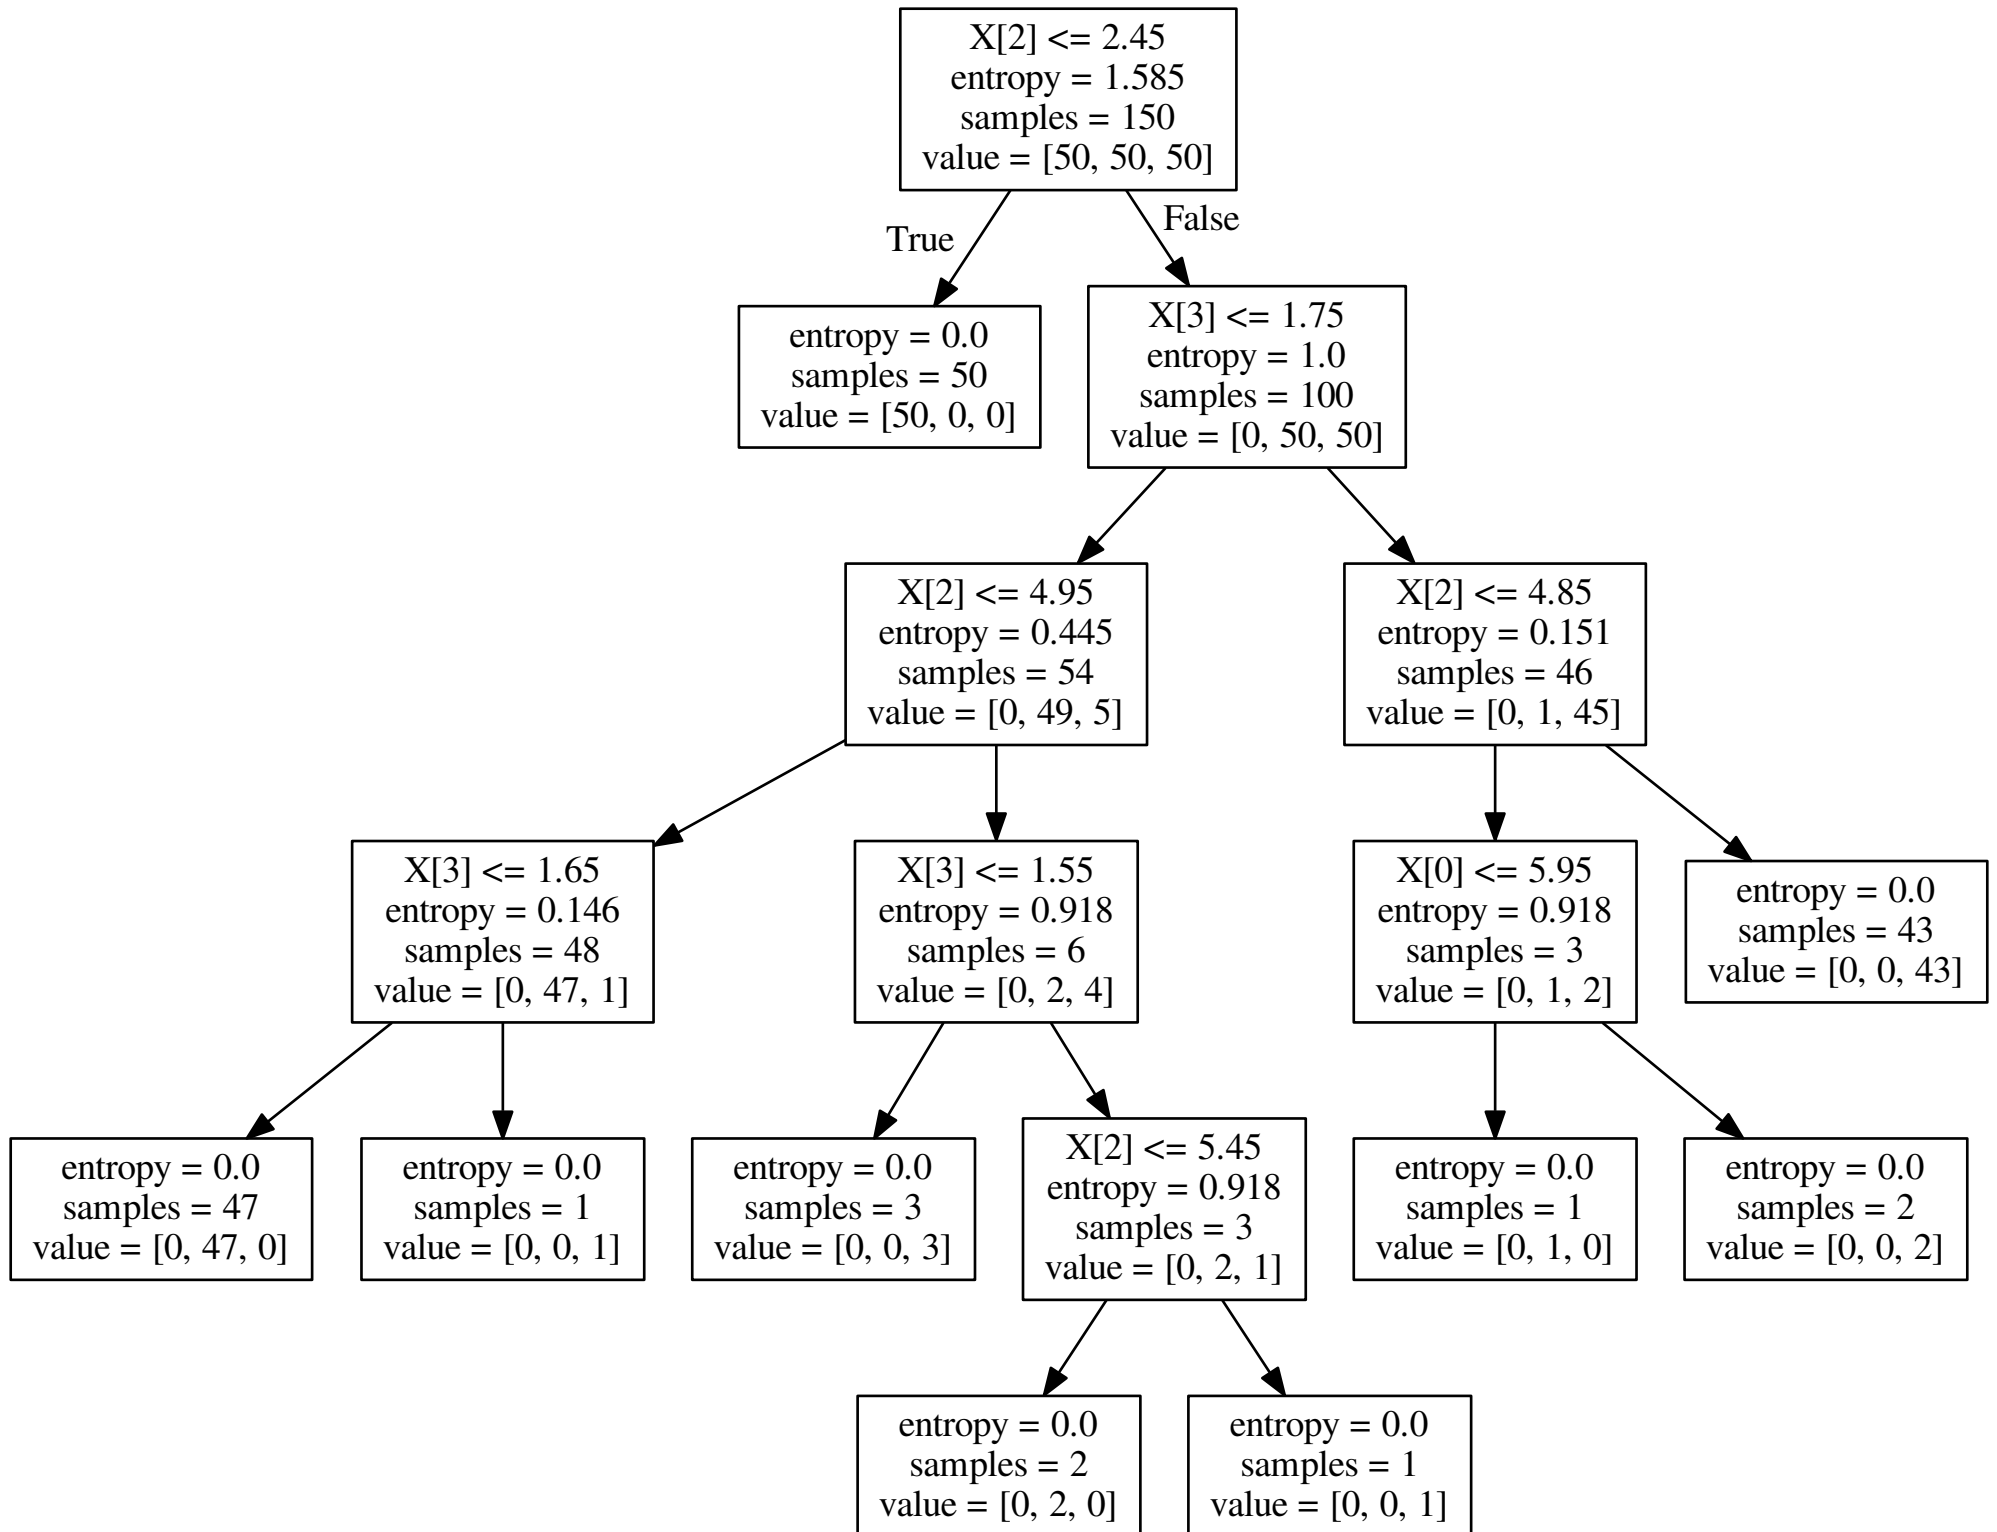 X[2] <= 2.45
entropy = 1.585
samples = 150
value = [50, 50, 50]
True
False
entropy = 0.0
samples = 50
value = [50, 0, 0]
X[3] <= 1.75
entropy = 1.0
samples = 100
value = [0, 50, 50]
X[2] <= 4.95
entropy = 0.445
samples = 54
value = [0, 49, 5]
X[2] <= 4.85
entropy = 0.151
samples = 46
value = [0, 1, 45]
X[3] <= 1.65
entropy = 0.146
samples = 48
value = [0, 47, 1]
X[3] <= 1.55
entropy = 0.918
samples = 6
value = [0, 2, 4]
X[0] <= 5.95
entropy = 0.918
samples = 3
value = [0, 1, 2]
entropy = 0.0
samples = 43
value = [0, 0, 43]
entropy = 0.0
samples = 47
value = [0, 47, 0]
entropy = 0.0
samples = 1
value = [0, 0, 1]
entropy = 0.0
samples = 3
value = [0, 0, 3]
X[2] <= 5.45
entropy = 0.918
samples = 3
value = [0, 2, 1]
entropy = 0.0
samples = 1
value = [0, 1, 0]
entropy = 0.0
samples = 2
value = [0, 0, 2]
entropy = 0.0
samples = 2
value = [0, 2, 0]
entropy = 0.0
samples = 1
value = [0, 0, 1]